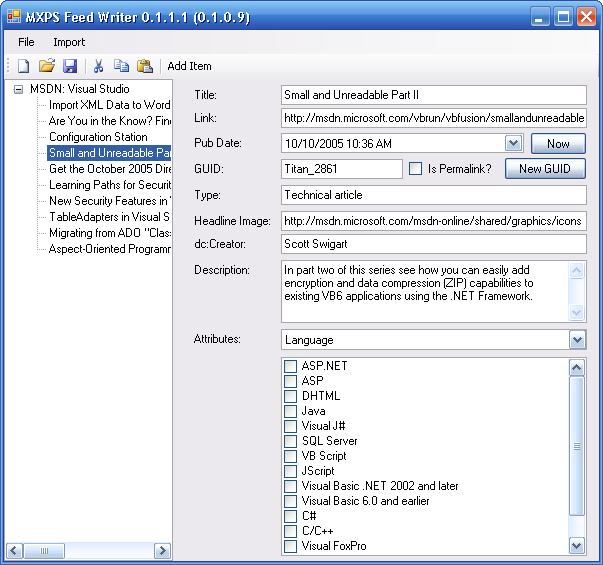 MXPS Feed Writer 0.1.1.1 (0.1.0.9)
File Import
Add Item
MSDN: Visual Studio
Import XML Data to Word
Are You in the Know? Find
Configuration Station
Small and Unreadable Par
Get the October 2005 Dire
Learning Paths for Securit
New Security Features in
TableAdapters in Visual S
Migrating from ADO "Clas
Aspect-Oriented Programm
Title: Small and Unreadable Part II
Link: http://msdn.microsoft.com/vbrun/vbfusion/smallandunreadable
Pub Date: 10/10/2005 10:36 AM Now
GUID: Titan_2861 Is Permalink? New GUID
Type: Technical article
Headline Image: http://msdn.microsoft.com/msdn-online/shared/graphics/icons
dc:Creator: Scott Swigart
Description: In part two of this series see how you can easily add
encryption and data compression (ZIP) capabilities to
existing VB6 applications using the .NET Framework.
Attributes: Language
ASP.NET
ASP
DHTML
Java
Visual J#
SQL Server
VB Script
JScript
Visual Basic .NET 2002 and later
Visual Basic 6.0 and earlier
C#
C/C++
Visual FoxPro